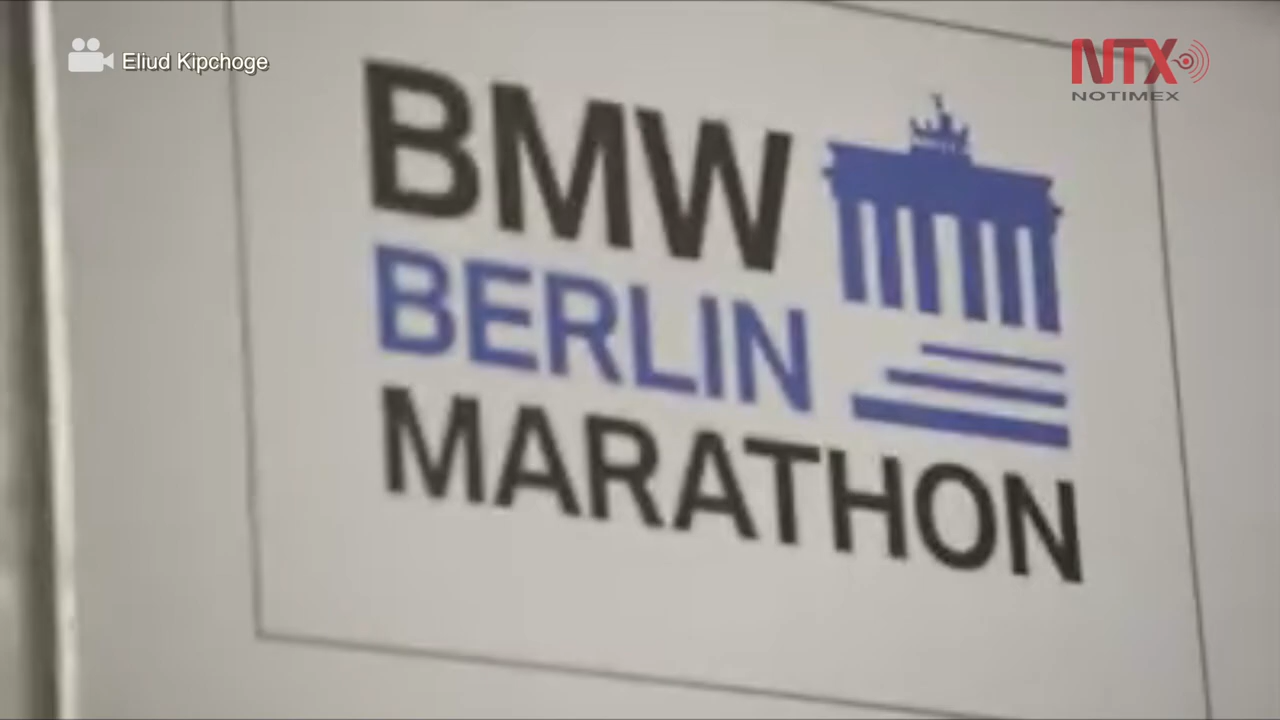 Eliud Kipchoge
NTX
NOTIMEX
BMW
BERLIN
MARATHON